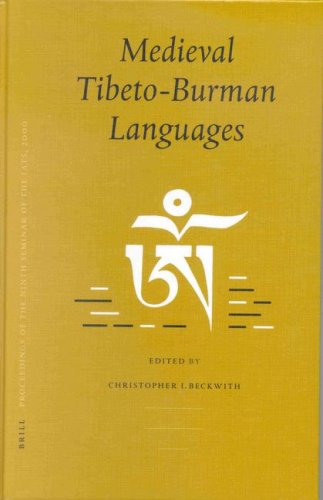 Medieval
Tibeto-Burman
Languages
ༀ
EDITED BY
CHRISTOPHER I. BECKWITH
BRILL PROCEEDINGS OF THE NINTH SEMINAR OF THE IATS, 2000